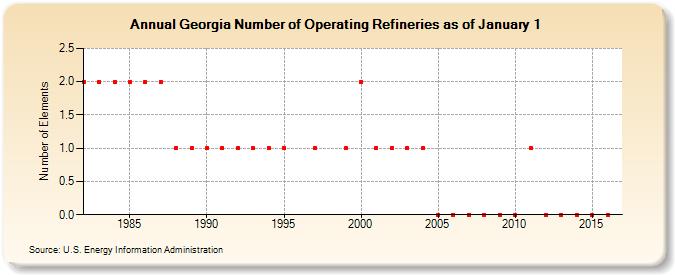 Annual Georgia Number of Operating Refineries as of January 1
Number of Elements
2.5
2.0
1.5
1.0
0.5
0.0
1985 1990 1995 2000 2005 2010 2015
Source: U.S. Energy Information Administration